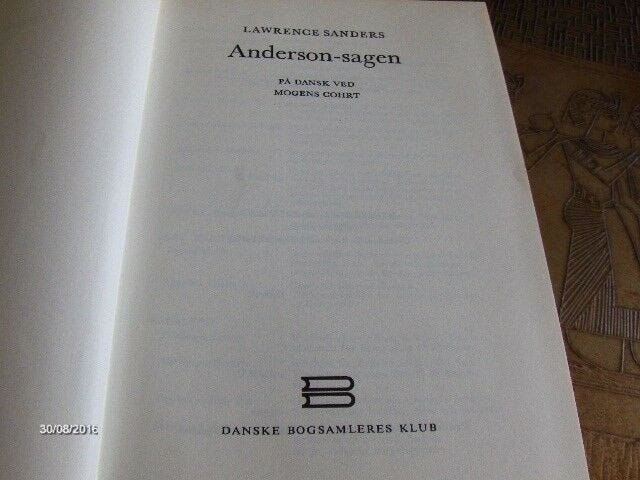 LAWRENCE SANDERS
Anderson-sagen
PÅ DANSK VED
MOGENS COHRT
DANSKE BOGSAMLERES KLUB
30/08/2016